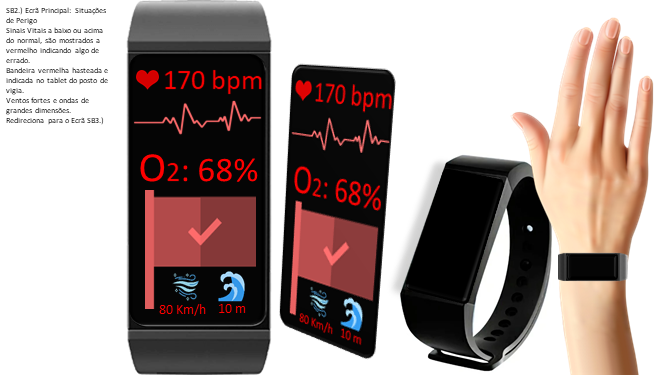 SB2.) Ecrã Principal: Situações
de Perigo
Sinais Vitais a baixo ou acima
do normal, são mostrados a
vermelho indicando algo de
errado.
Bandeira vermelha hasteada e
indicada no tablet do posto de
vigia.
Ventos fortes e ondas de
grandes dimensões.
Redireciona para o Ecrã SB3.)
170 bpm
O2: 68%
80 Km/h 10 m
170 bpm
O2: 68%
80 Km/h 10 m